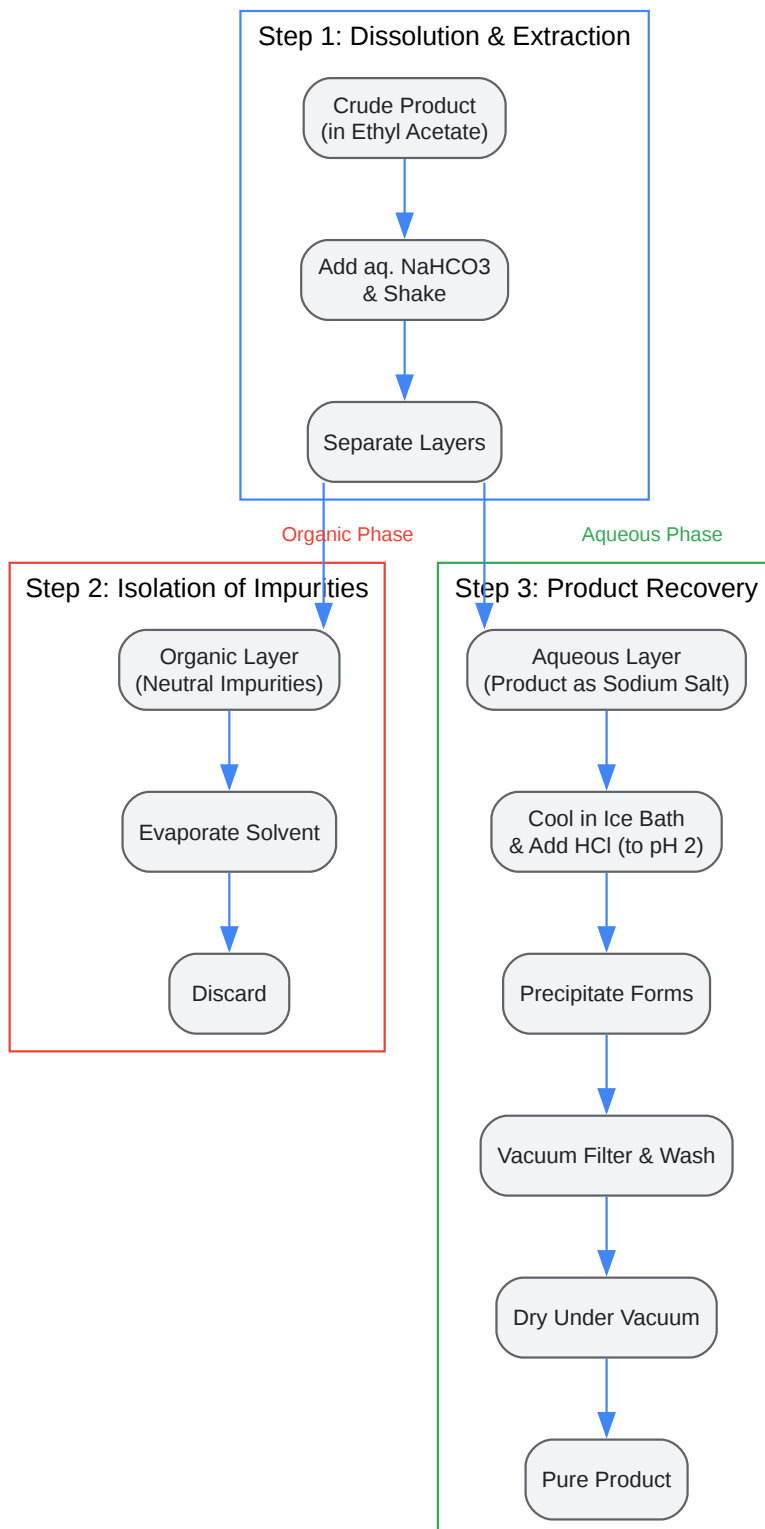 Step 1: Dissolution & Extraction
Crude Product
(in Ethyl Acetate)
Add aq. NaHCO3
& Shake
Separate Layers
Organic Phase
Aqueous Phase
Step 2: Isolation of Impurities
Organic Layer
(Neutral Impurities)
Evaporate Solvent
Discard
Step 3: Product Recovery
Aqueous Layer
(Product as Sodium Salt)
Cool in Ice Bath
& Add HCl (to pH 2)
Precipitate Forms
Vacuum Filter & Wash
Dry Under Vacuum
Pure Product